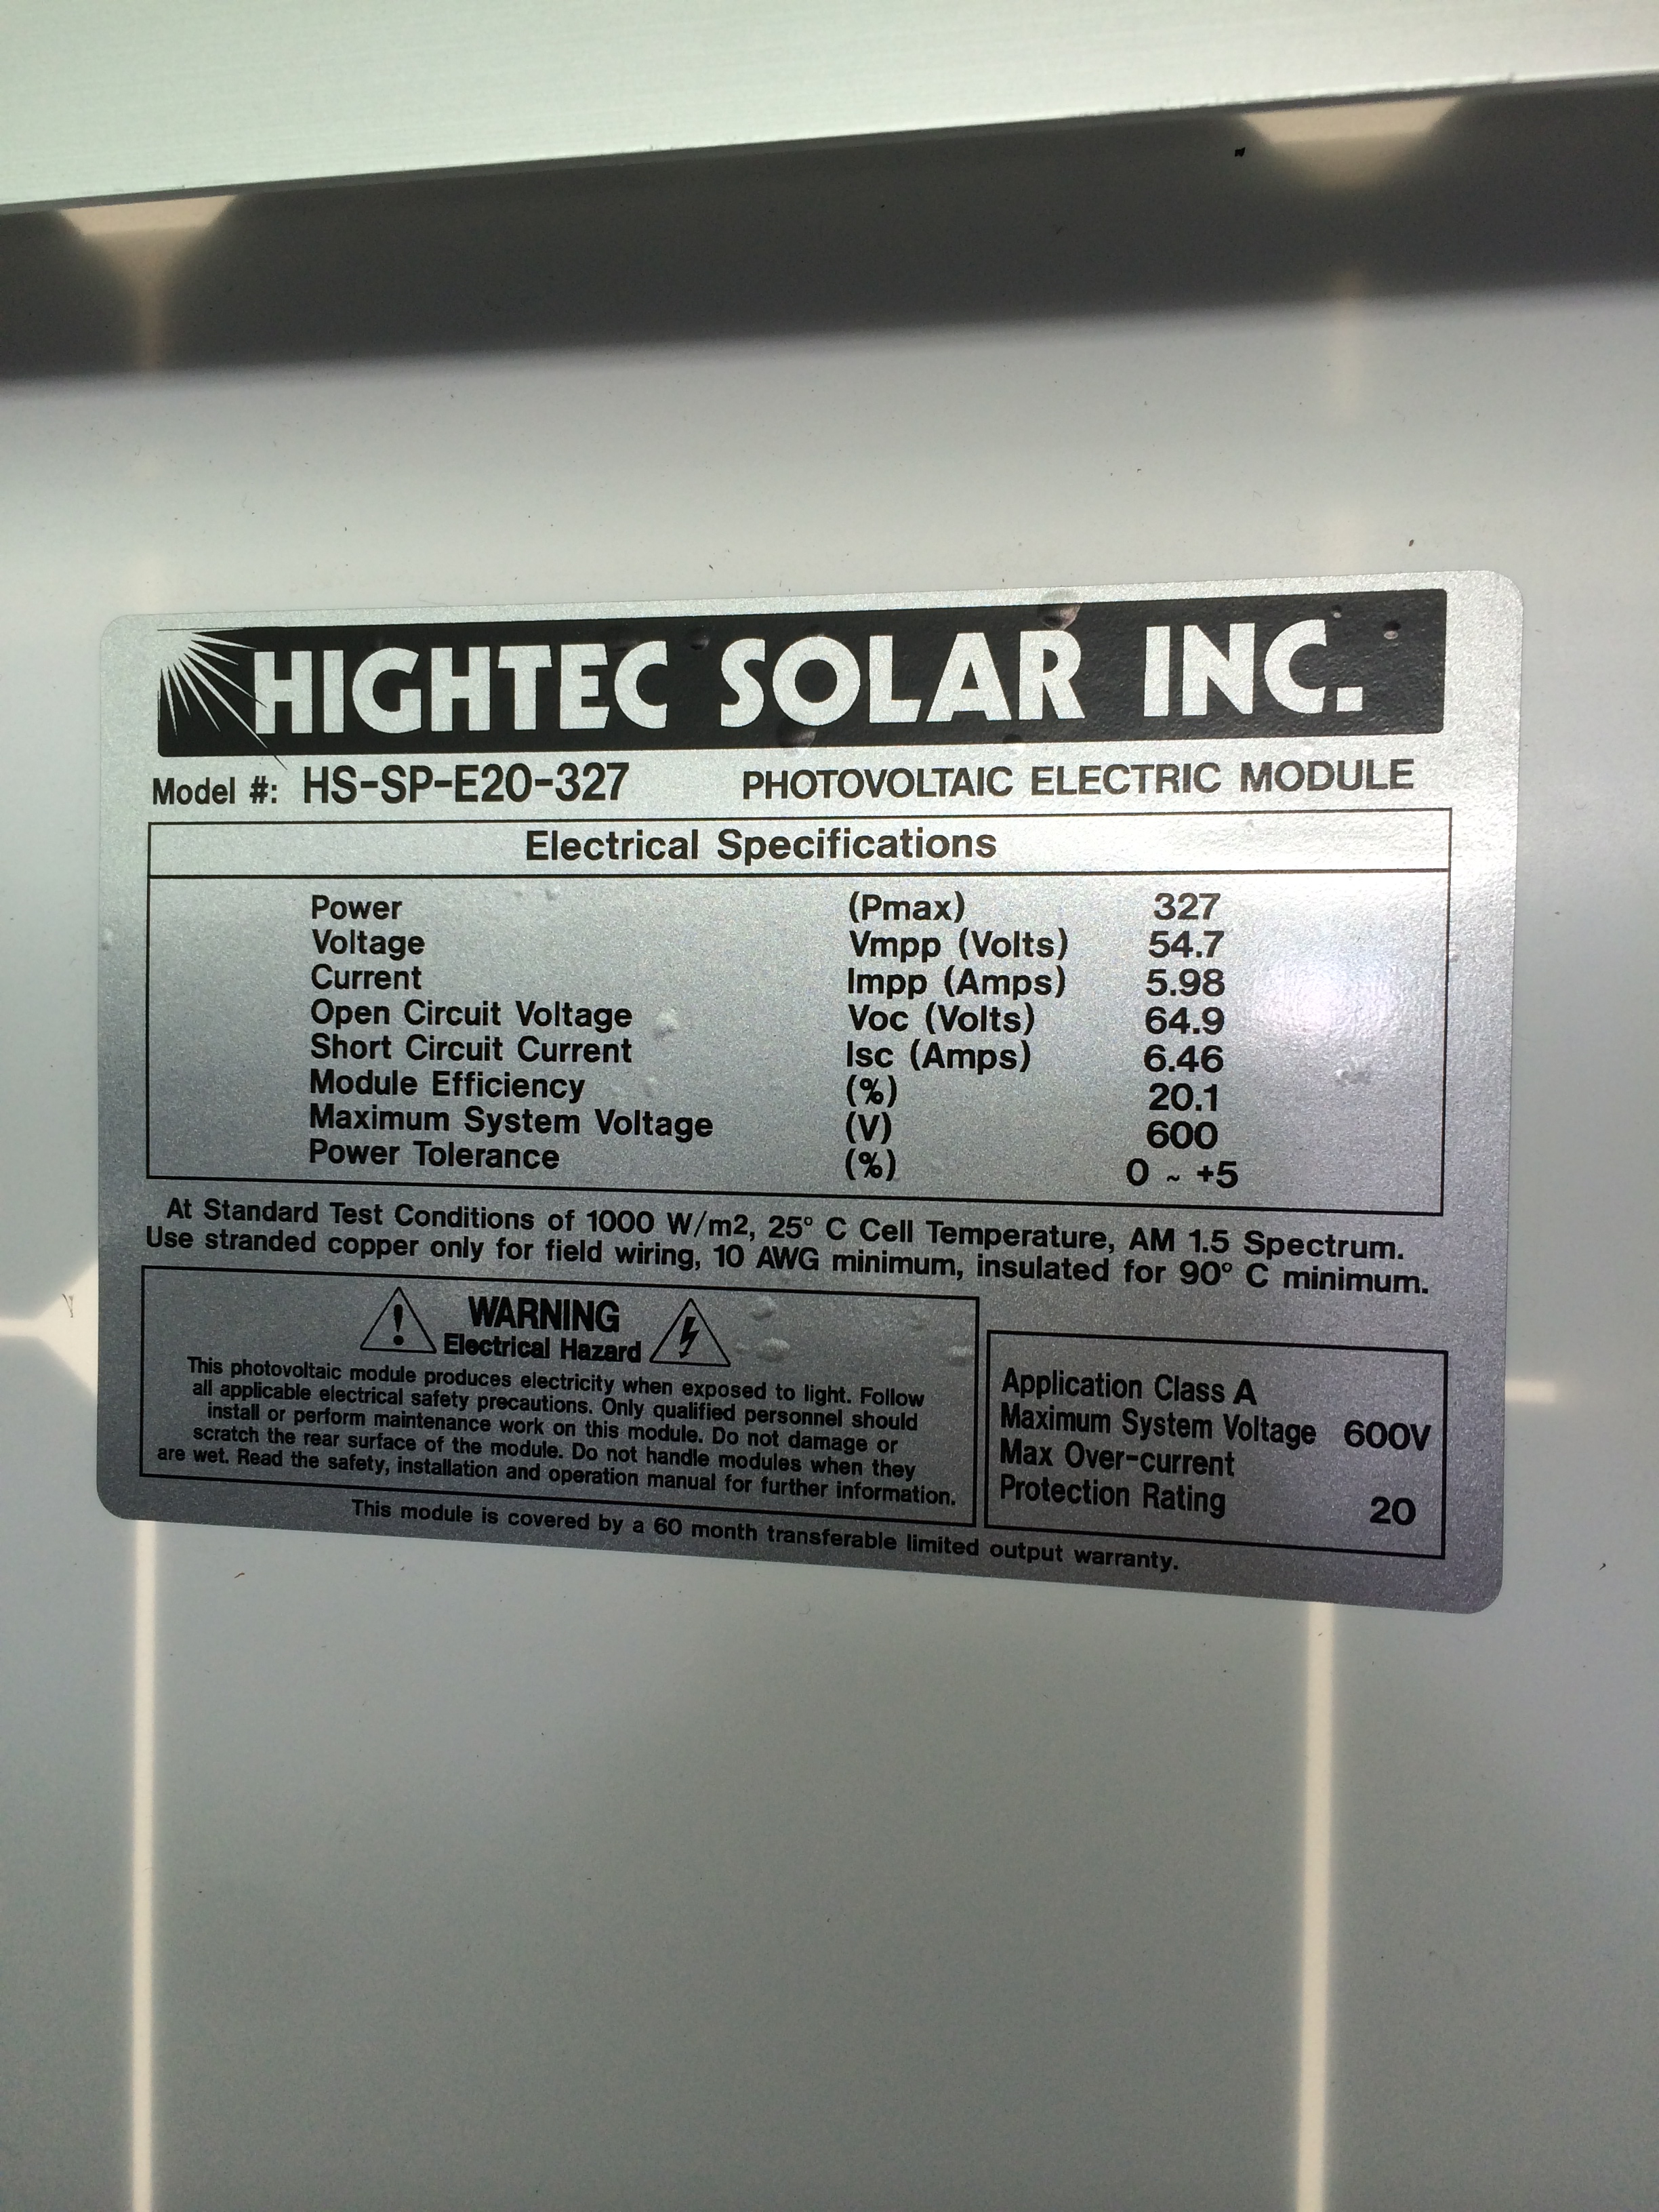 HIGHTEC SOLAR INC.
Model #: HS-SP-E20-327 PHOTOVOLTAIC ELECTRIC MODULE
Electrical Specifications
Power (Pmax) 327
Voltage Vmpp (Volts) 54.7
Current Impp (Amps) 5.98
Open Circuit Voltage Voc (Volts) 64.9
Short Circuit Current Isc (Amps) 6.46
Module Efficiency (%) 20.1
Maximum System Voltage (V) 600
Power Tolerance (%) 0 ~ +5
At Standard Test Conditions of 1000 W/m2, 25° C Cell Temperature, AM 1.5 Spectrum.
Use stranded copper only for field wiring, 10 AWG minimum, insulated for 90° C minimum.
WARNING
Electrical Hazard
This photovoltaic module produces electricity when exposed to light. Follow
all applicable electrical safety precautions. Only qualified personnel should
install or perform maintenance work on this module. Do not damage or
scratch the rear surface of the module. Do not handle modules when they
are wet. Read the safety, installation and operation manual for further information.
Application Class A
Maximum System Voltage 600V
Max Over-current
Protection Rating 20
This module is covered by a 60 month transferable limited output warranty.